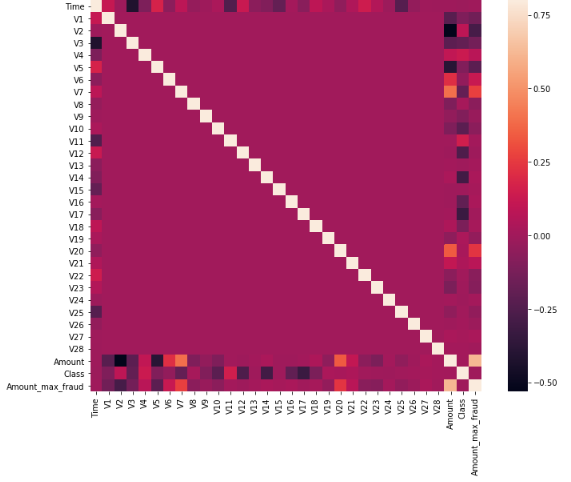 Time
V1
V2
V3
V4
V5
V6
V7
V8
V9
V10
V11
V12
V13
V14
V15
V16
V17
V18
V19
V20
V21
V22
V23
V24
V25
V26
V27
V28
Amount
Class
Amount_max_fraud
Time
V1
V2
V3
V4
V5
V6
V7
V8
V9
V10
V11
V12
V13
V14
V15
V16
V17
V18
V19
V20
V21
V22
V23
V24
V25
V26
V27
V28
Amount
Class
Amount_max_fraud
0.75
0.50
0.25
0.00
−0.25
−0.50